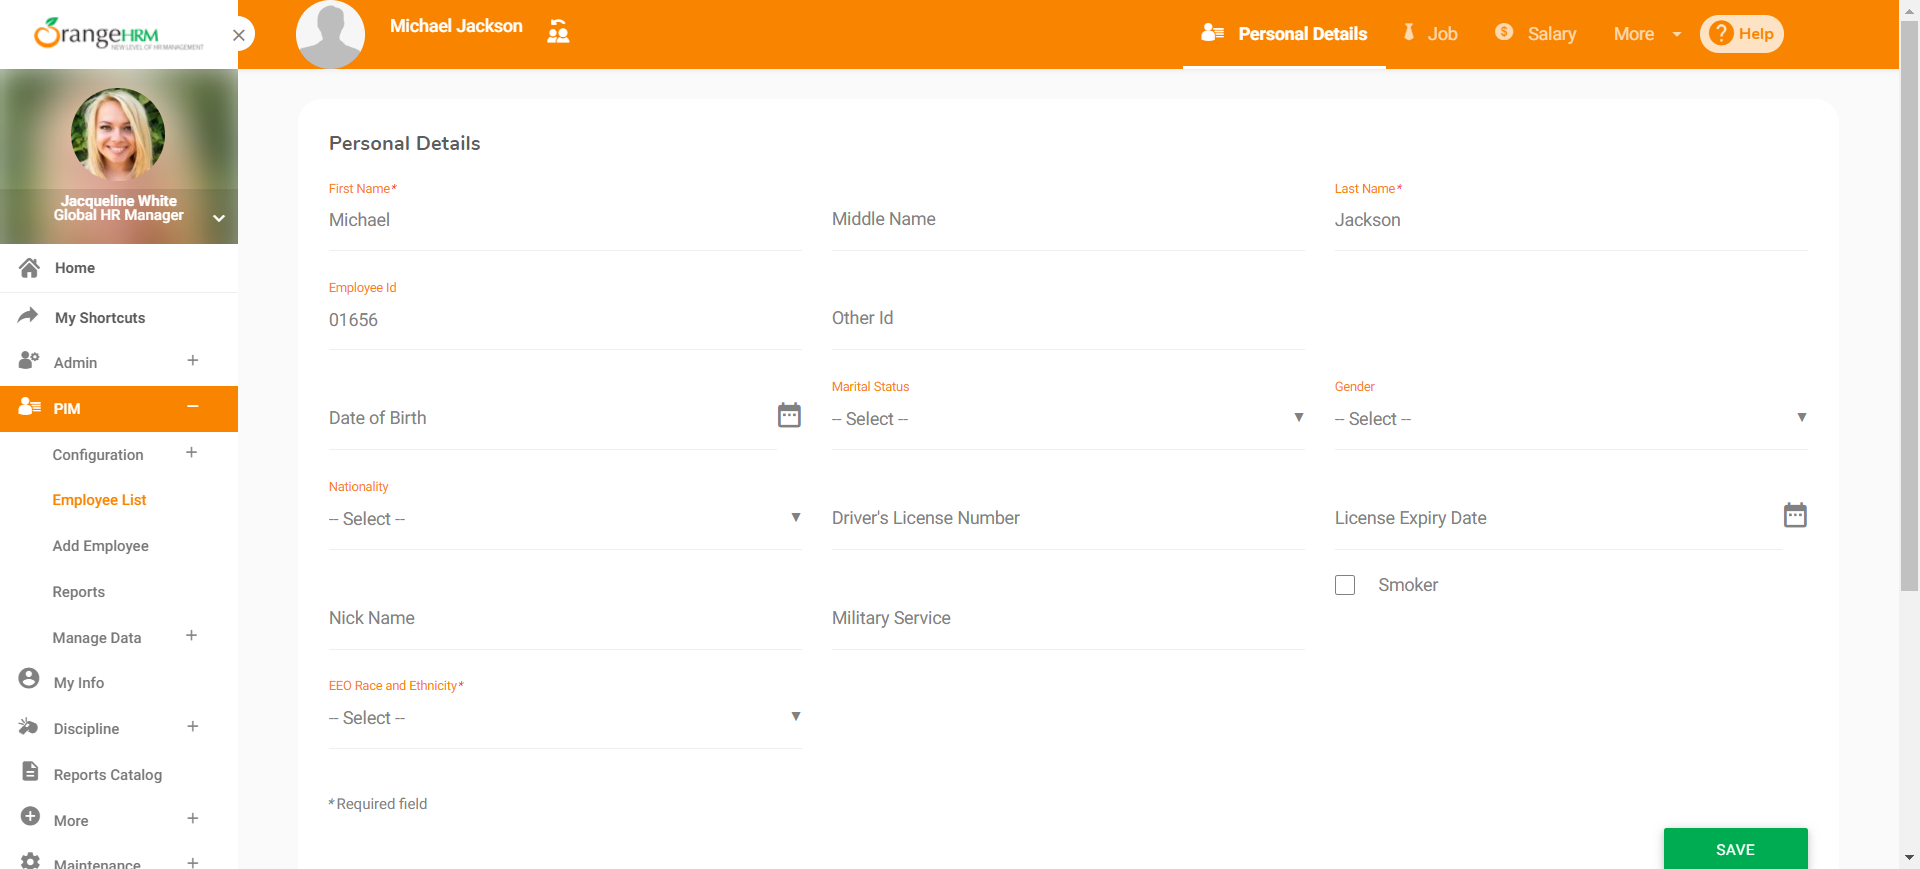 OrangeHRM
NEW LEVEL OF HR MANAGEMENT
Michael Jackson
Personal Details
Job
Salary
More
Help
Jacqueline White
Global HR Manager
Home
My Shortcuts
Admin
PIM
Configuration
Employee List
Add Employee
Reports
Manage Data
My Info
Discipline
Reports Catalog
More
Maintenance
Personal Details
First Name*
Michael
Middle Name
Last Name*
Jackson
Employee Id
01656
Other Id
Date of Birth
Marital Status
-- Select --
Gender
-- Select --
Nationality
-- Select --
Driver's License Number
License Expiry Date
Nick Name
Military Service
Smoker
EEO Race and Ethnicity*
-- Select --
* Required field
SAVE